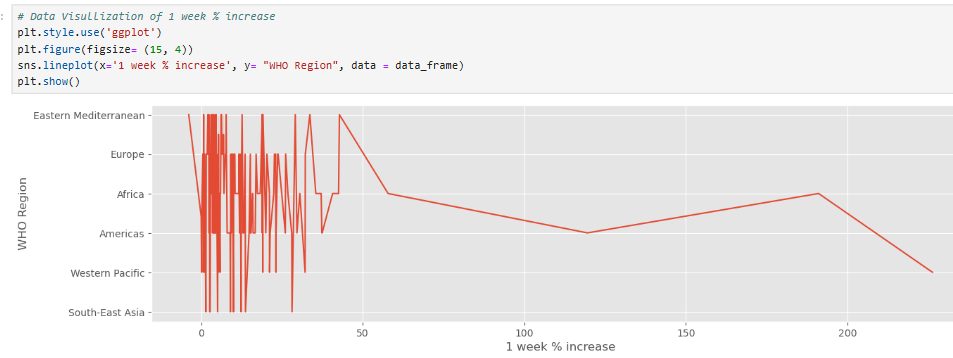 # Data Visullization of 1 week % increase
plt.style.use('ggplot')
plt.figure(figsize= (15, 4))
sns.lineplot(x='1 week % increase', y= "WHO Region", data = data_frame)
plt.show()
Eastern Mediterranean
Europe
Africa
Americas
Western Pacific
South-East Asia
WHO Region
0 50 100 150 200
1 week % increase